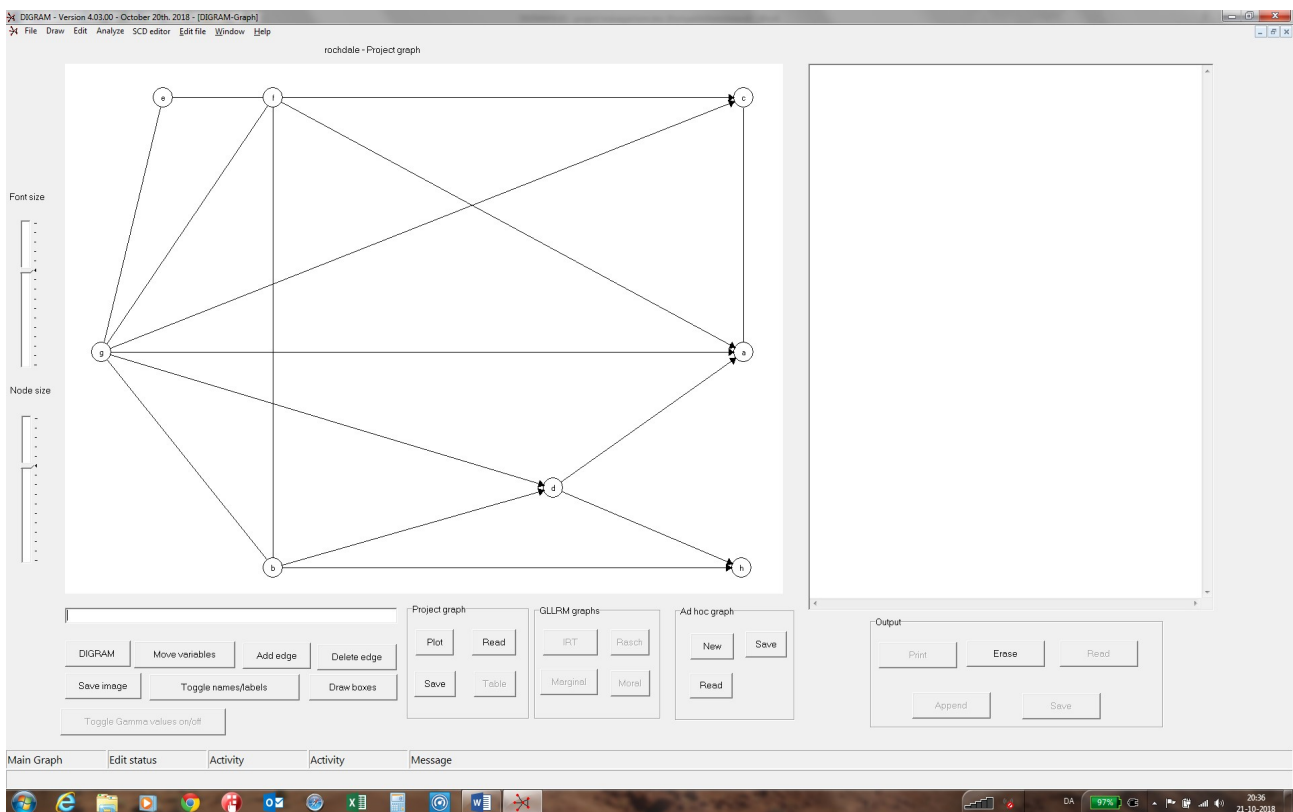 DIGRAM - Version 4.03.00 - October 20th. 2018 - [DIGRAM-Graph]
File Draw Edit Analyze SCD editor Edit file Window Help
rochdale - Project graph
e
f
c
Font size
g
a
Node size
d
b
h
Project graph
GLLRM graphs
Ad hoc graph
Output
Plot
Read
IRT
Rasch
New
Save
DIGRAM
Move variables
Add edge
Delete edge
Print
Erase
Read
Save image
Toggle names/labels
Draw boxes
Save
Table
Marginal
Moral
Read
Append
Save
Toggle Gamma values on/off
Main Graph
Edit status
Activity
Activity
Message
DA
97%
20:36
21-10-2018